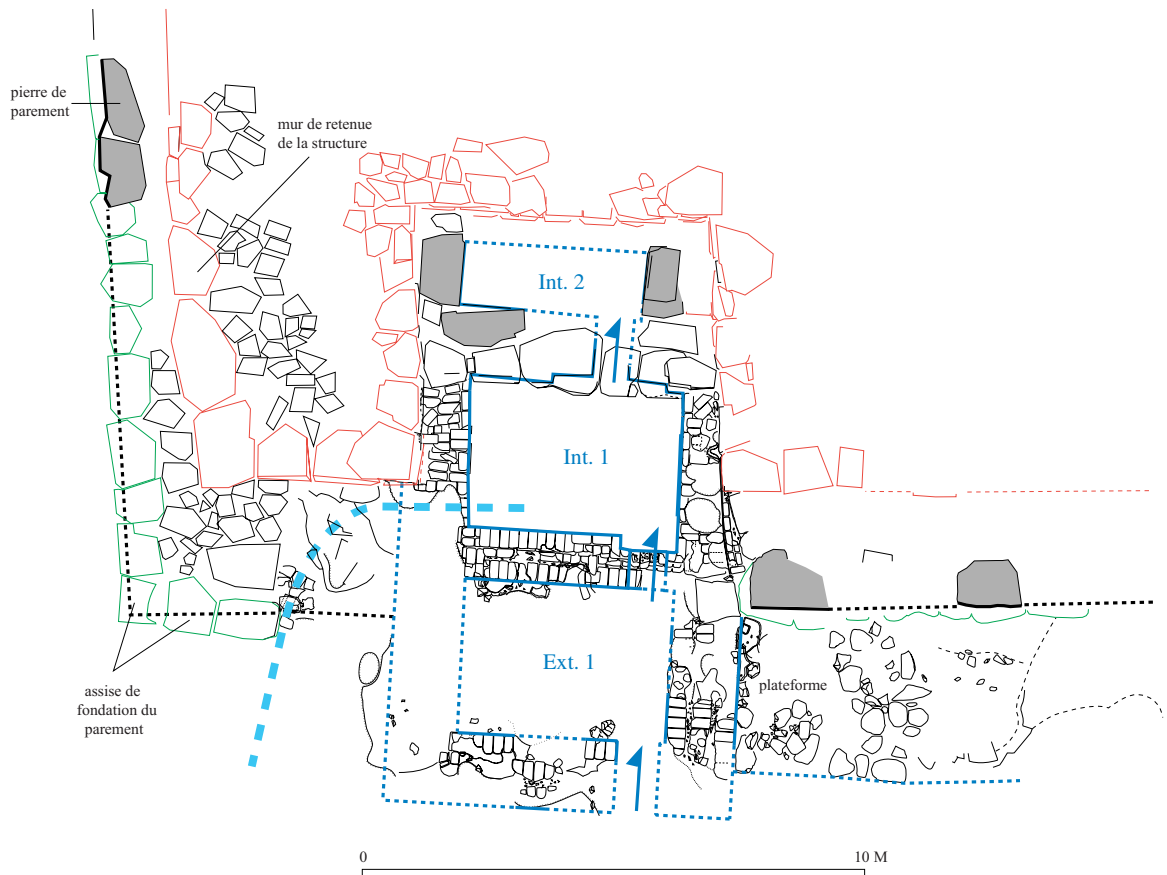 pierre de
parement
mur de retenue
de la structure
Int. 2
Int. 1
Ext. 1
plateforme
assise de
fondation du
parement
0
10 M